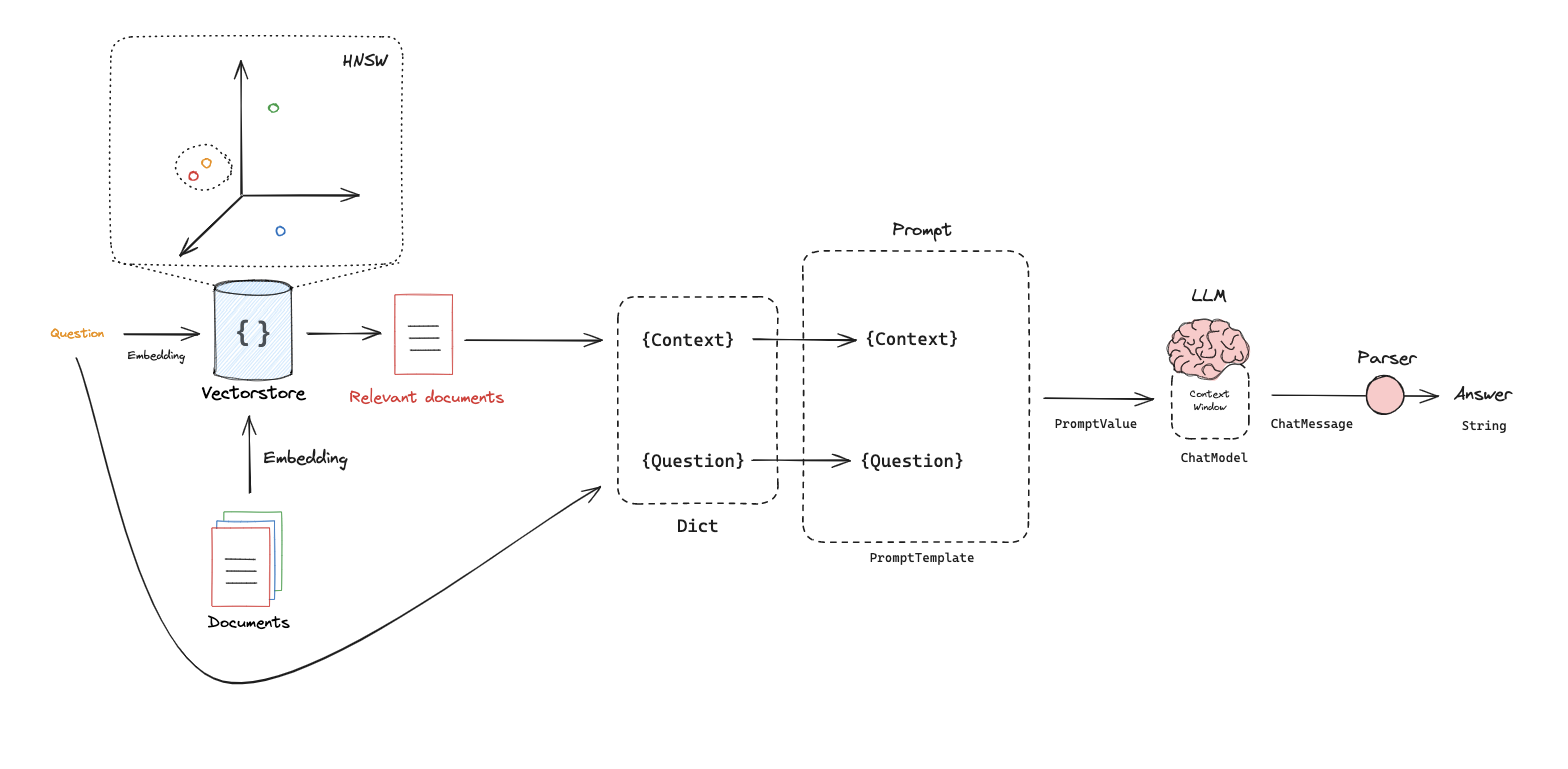 HNSW
Question
Embedding
{ }
Vectorstore
Relevant documents
Embedding
Documents
{Context}
{Question}
Dict
Prompt
{Context}
{Question}
PromptTemplate
PromptValue
LLM
Context
Window
ChatModel
ChatMessage
Parser
Answer
String